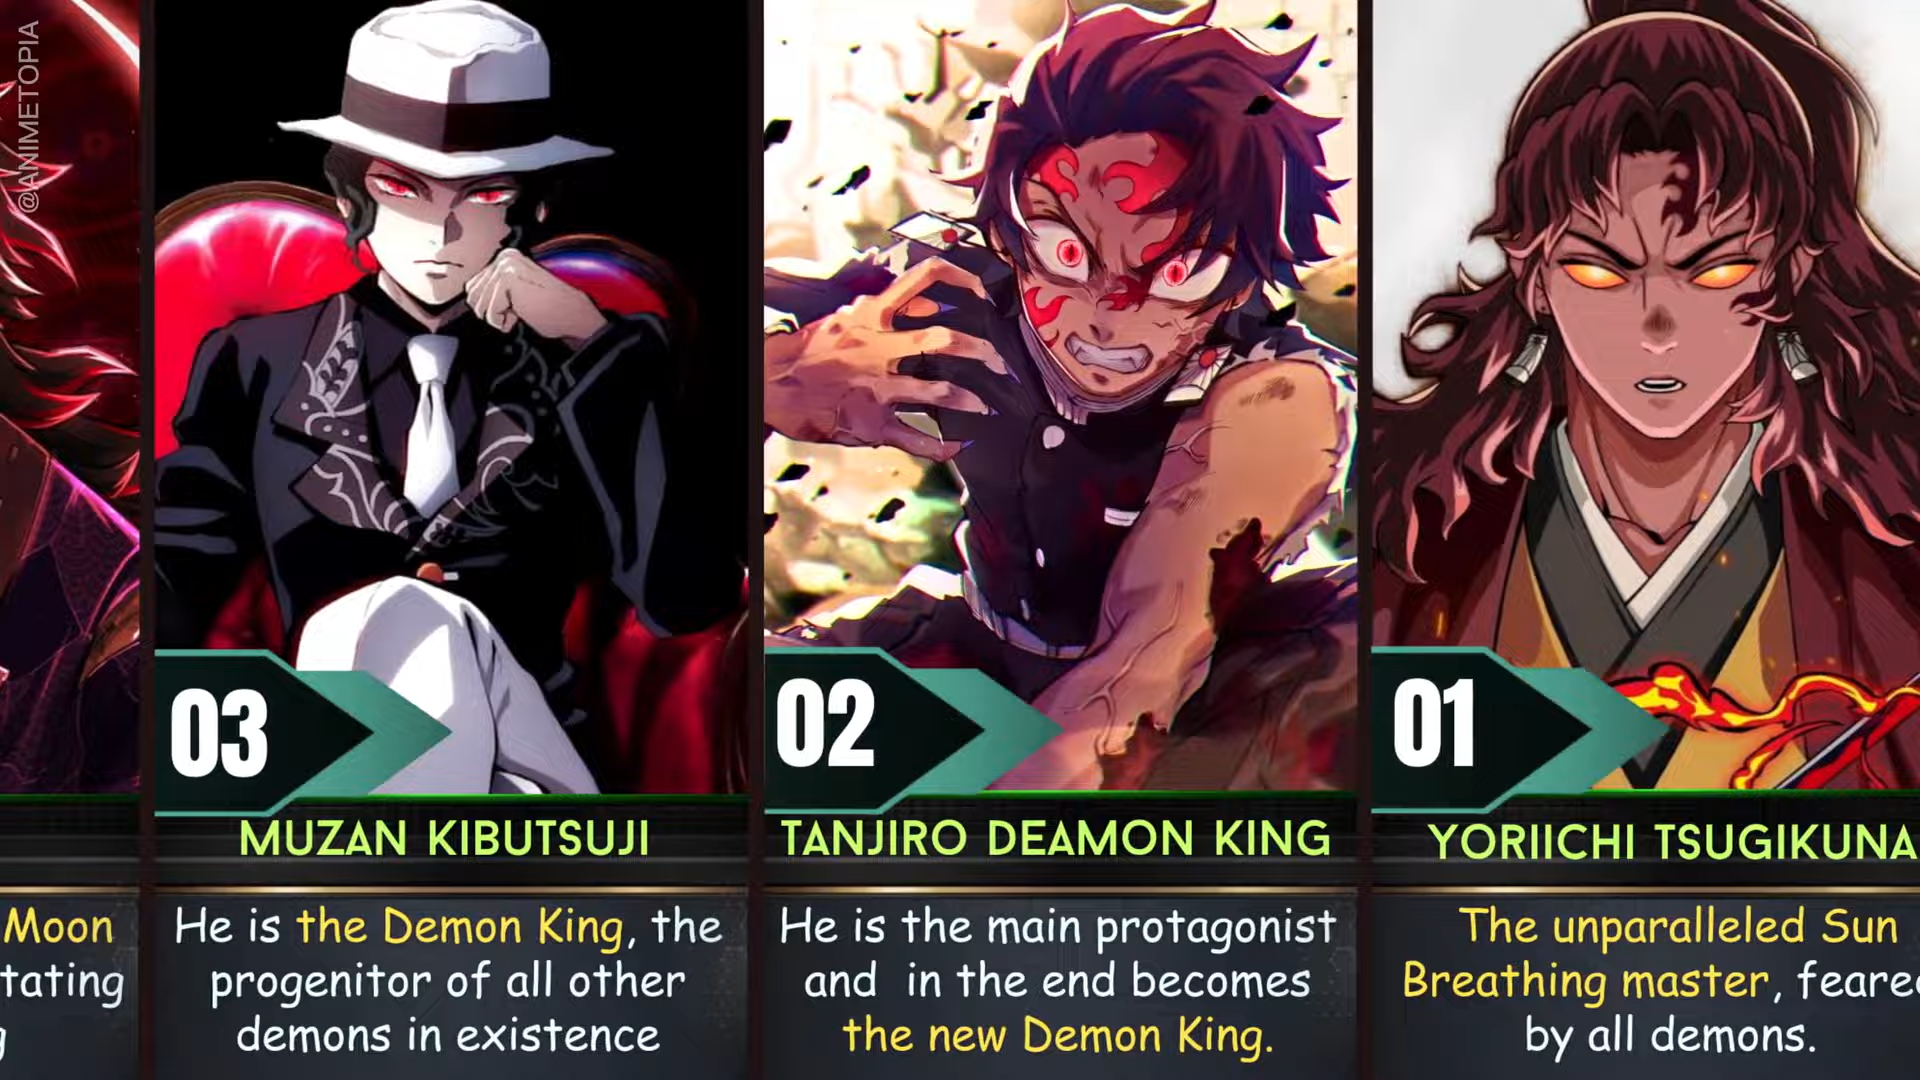 @ANIMETOPIA
Moon
tating
03
MUZAN KIBUTSUJI
He is the Demon King, the
progenitor of all other
demons in existence
02
TANJIRO DEAMON KING
He is the main protagonist
and in the end becomes
the new Demon King.
01
YORIICHI TSUGIKUNA
The unparalleled Sun
Breathing master, feared
by all demons.